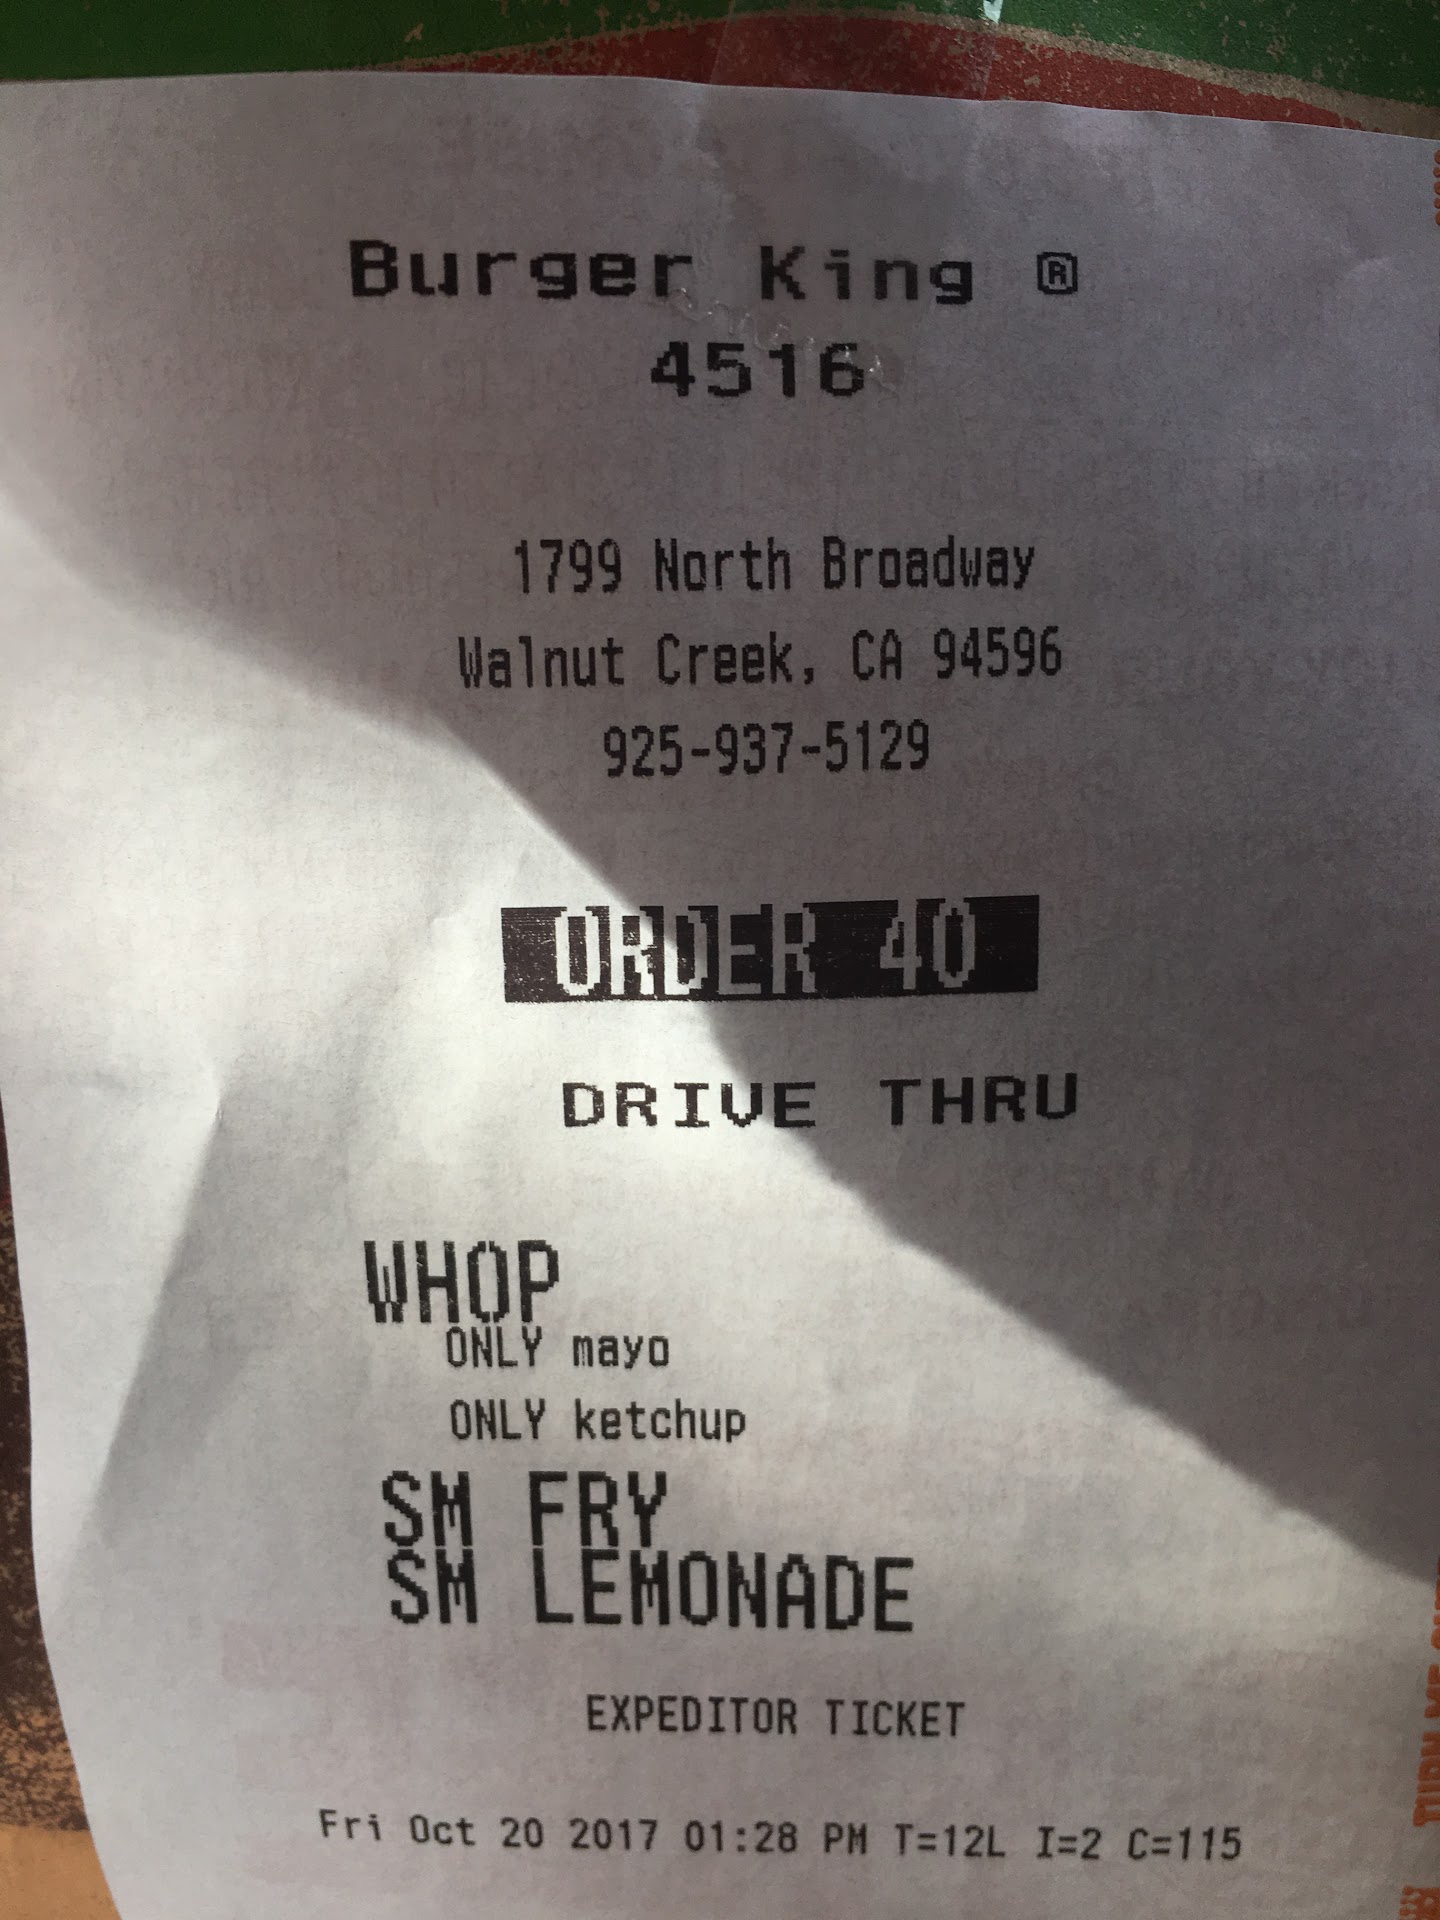 Burger King ®
4516
1799 North Broadway
Walnut Creek, CA 94596
925-937-5129
ORDER 40
DRIVE THRU
WHOP
ONLY mayo
ONLY ketchup
SM FRY
SM LEMONADE
EXPEDITOR TICKET
Fri Oct 20 2017 01:28 PM T=12L I=2 C=115